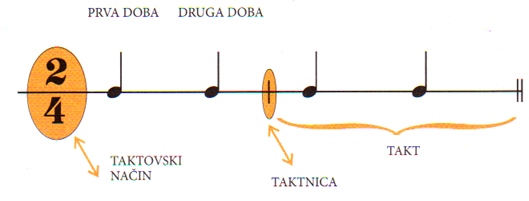 PRVA DOBA DRUGA DOBA
2
4
TAKTOVSKI
NAČIN
TAKTNICA
TAKT